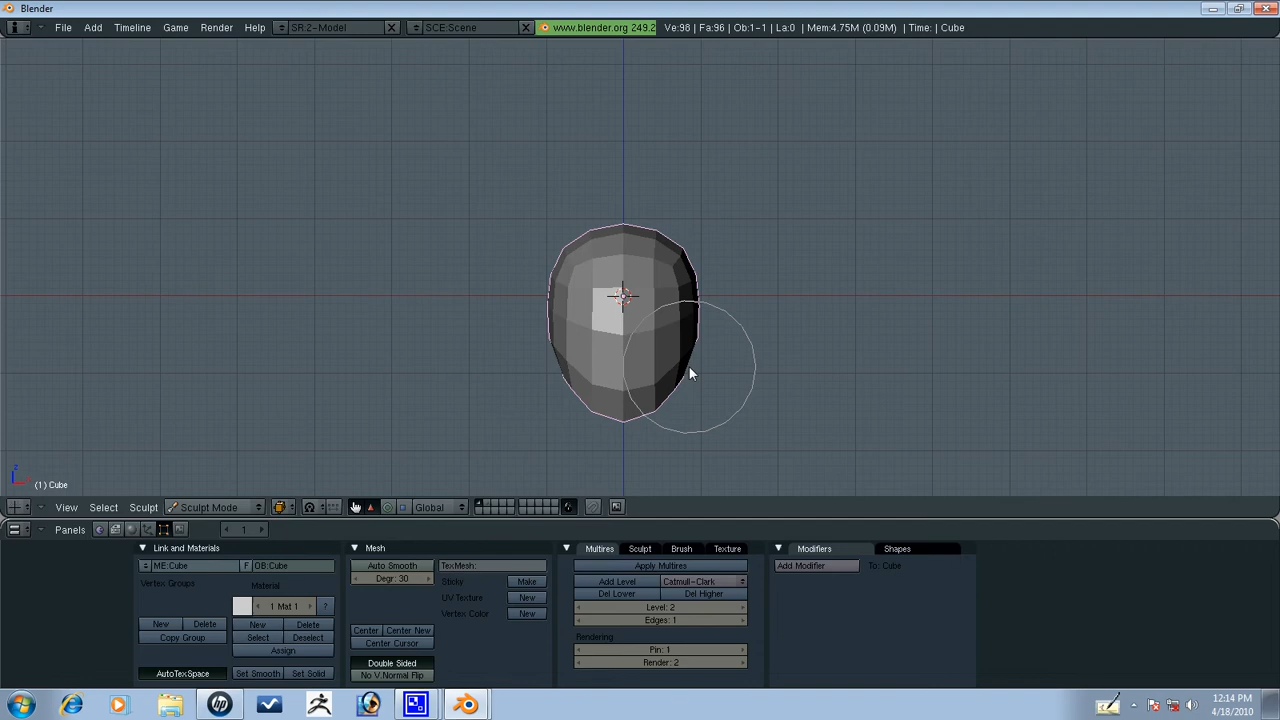 Blender
File Add Timeline Game Render Help SR:2-Model SCE:Scene www.blender.org 249.2 Ve:98 | Fa:96 | Ob:1-1 | La:0 | Mem:4.75M (0.09M) | Time: | Cube
z
(1) Cube
View Select Sculpt Sculpt Mode Global
Panels 1
Link and Materials Mesh Multires Sculpt Brush Texture Modifiers Shapes
ME:Cube F OB:Cube Auto Smooth TexMesh: Apply Multires Add Modifier To: Cube
Vertex Groups Material Degr: 30 Sticky Make Add Level Catmull-Clark
Del Lower Del Higher
1 Mat 1 ? UV Texture New Level: 2
Vertex Color New Edges: 1
New Delete New Delete Center Center New Rendering
Copy Group Select Deselect Center Cursor Pin: 1
Assign Double Sided Render: 2
AutoTexSpace Set Smooth Set Solid No V.Normal Flip
12:14 PM
4/18/2010